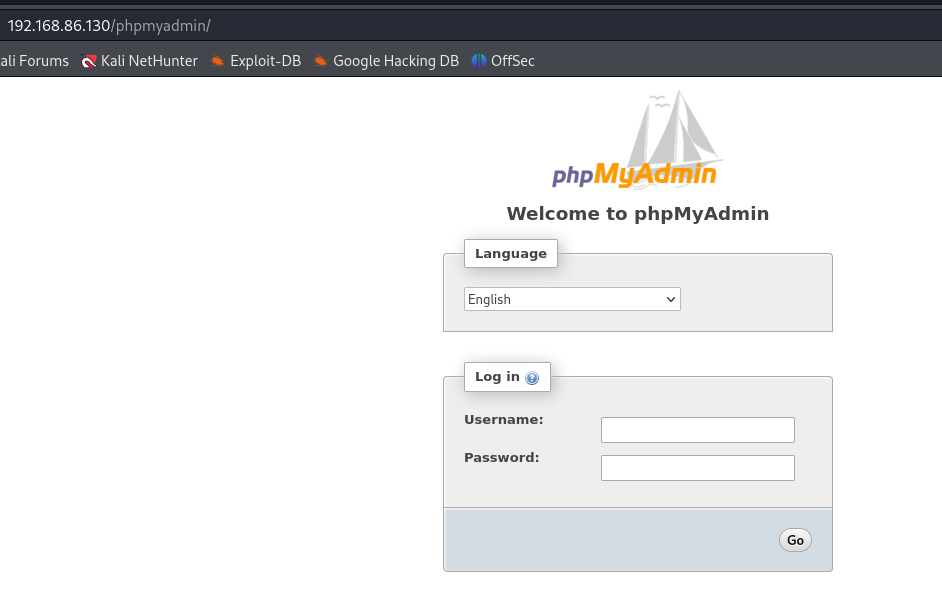 192.168.86.130/phpmyadmin/
ali Forums Kali NetHunter Exploit-DB Google Hacking DB OffSec
phpMyAdmin
Welcome to phpMyAdmin
Language
English
Log in
Username:
Password:
Go